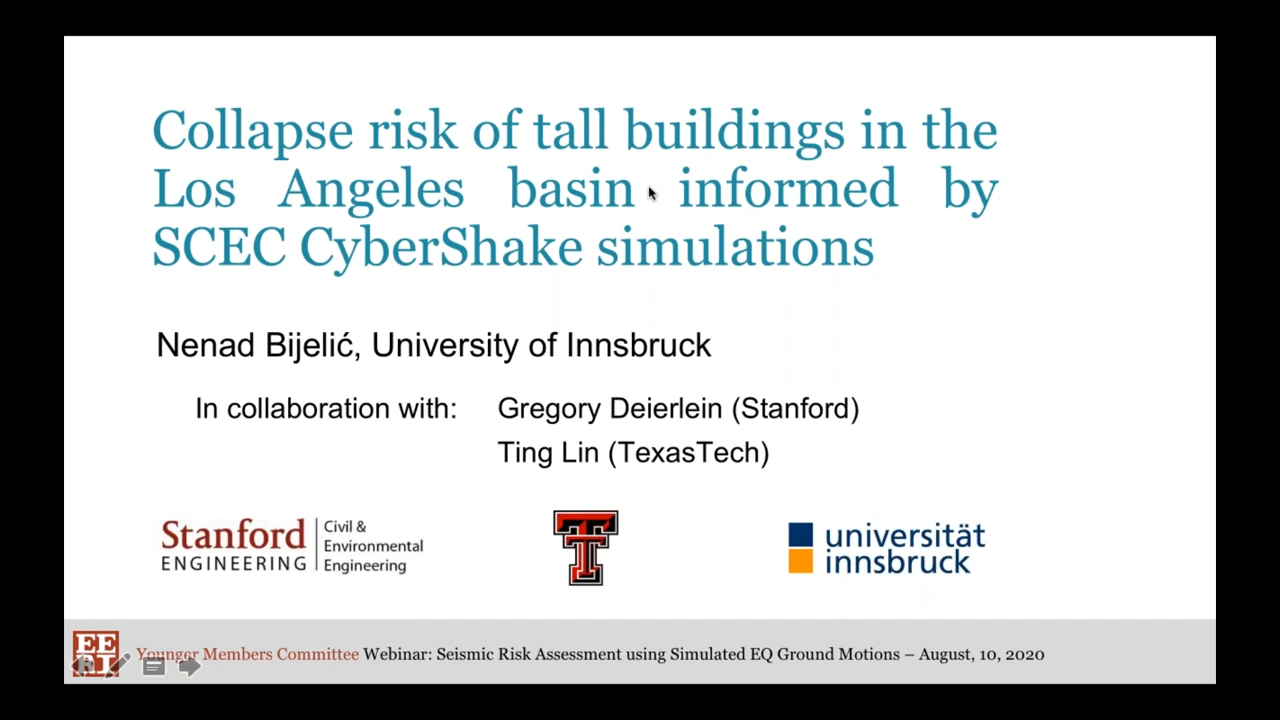 Collapse risk of tall buildings in the
Los Angeles basin informed by
SCEC CyberShake simulations
Nenad Bijelić, University of Innsbruck
In collaboration with: Gregory Deierlein (Stanford)
Ting Lin (TexasTech)
Stanford
ENGINEERING
Civil &
Environmental
Engineering
T
universität
innsbruck
EE
RI
Younger Members Committee Webinar: Seismic Risk Assessment using Simulated EQ Ground Motions – August, 10, 2020